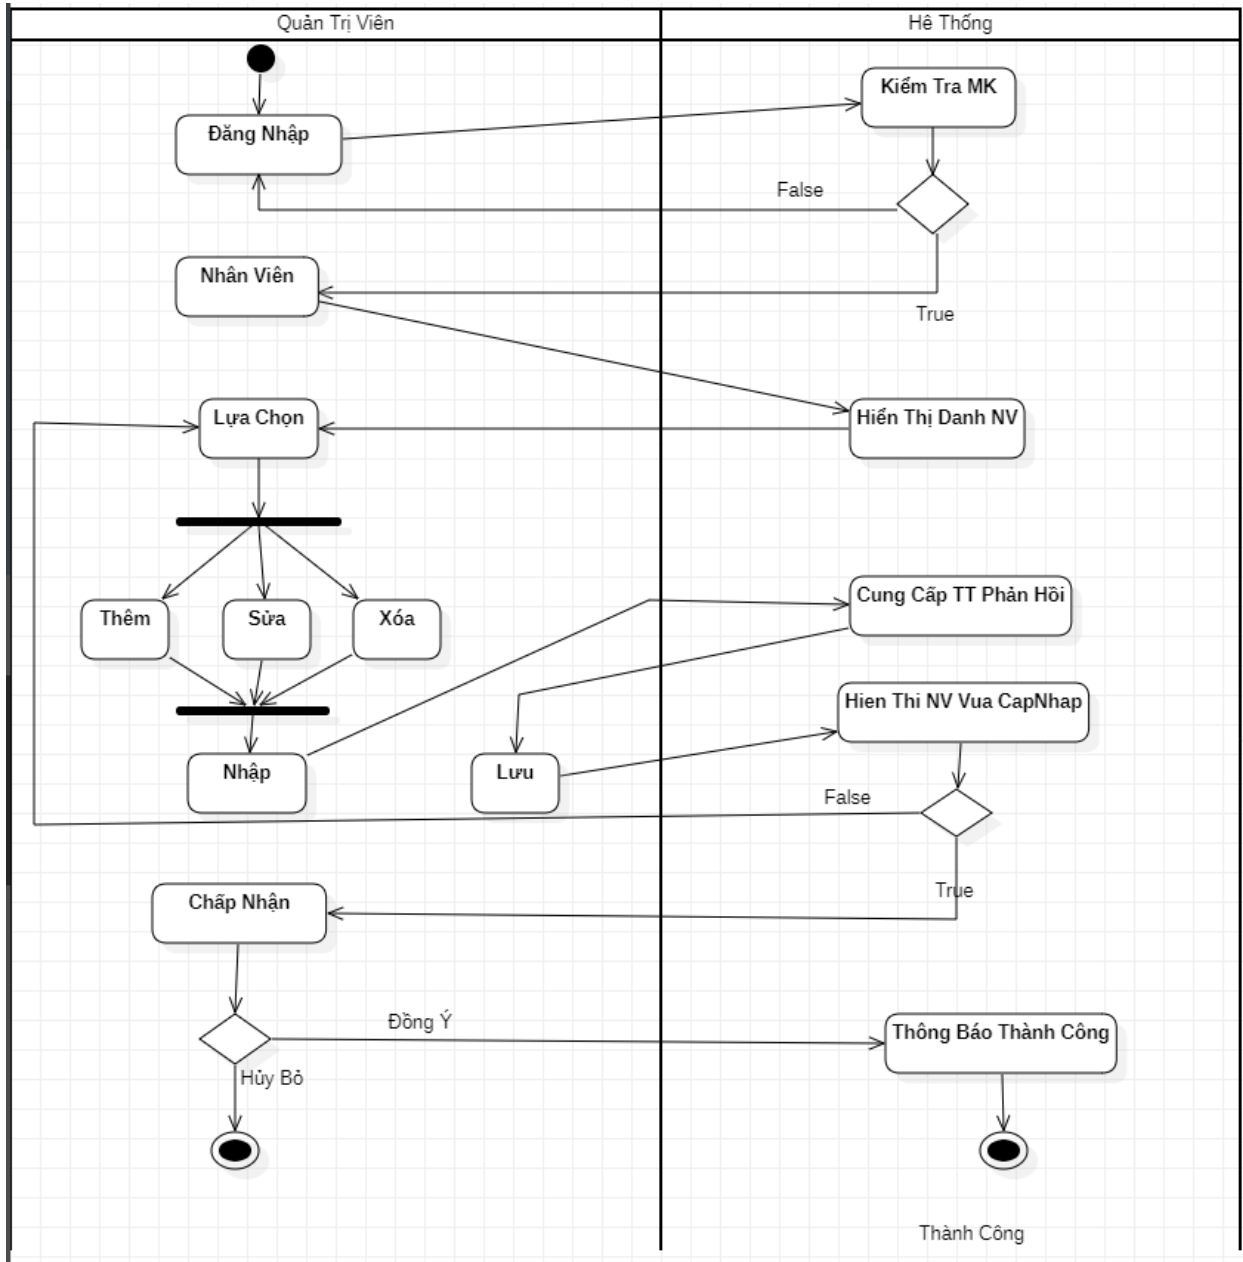 Quản Trị Viên
Hê Thống
Kiểm Tra MK
Đăng Nhập
False
Nhân Viên
True
Lựa Chọn
Hiển Thị Danh NV
Cung Cấp TT Phản Hồi
Thêm
Sửa
Xóa
Hien Thi NV Vua CapNhap
Nhập
Lưu
False
True
Chấp Nhận
Đồng Ý
Thông Báo Thành Công
Hủy Bỏ
Thành Công